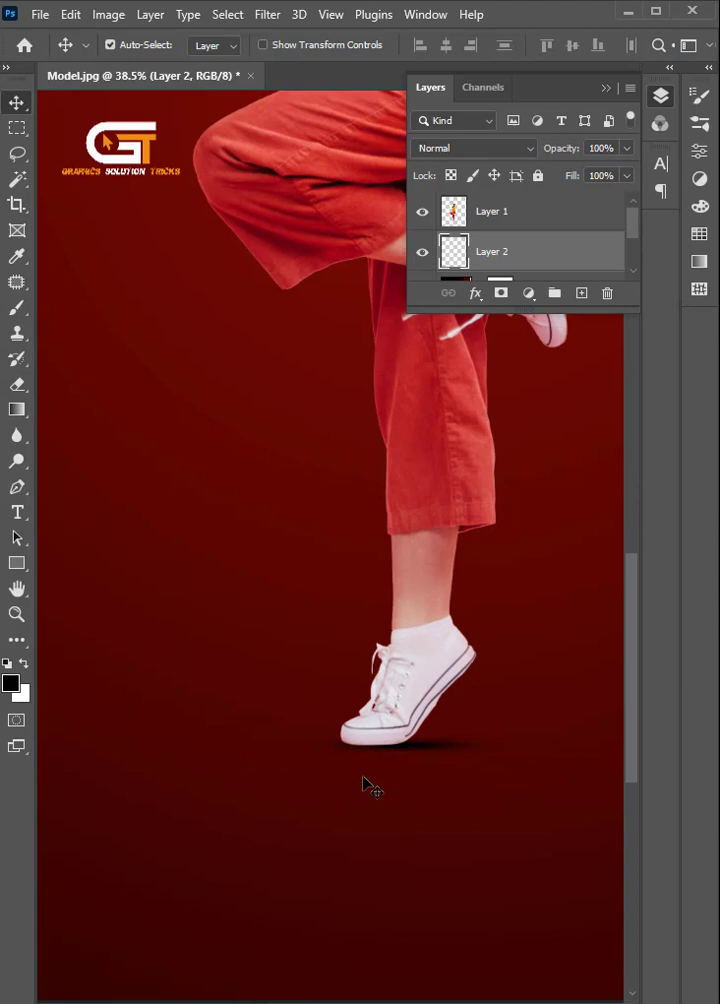 Ps File Edit Image Layer Type Select Filter 3D View Plugins Window Help
Auto-Select: Layer Show Transform Controls
Model.jpg @ 38.5% (Layer 2, RGB/8) * ×
Layers Channels
Kind
Normal Opacity: 100%
Lock: Fill: 100%
Layer 1
Layer 2
fx
GT
GRAPHICS SOLUTION TRICKS